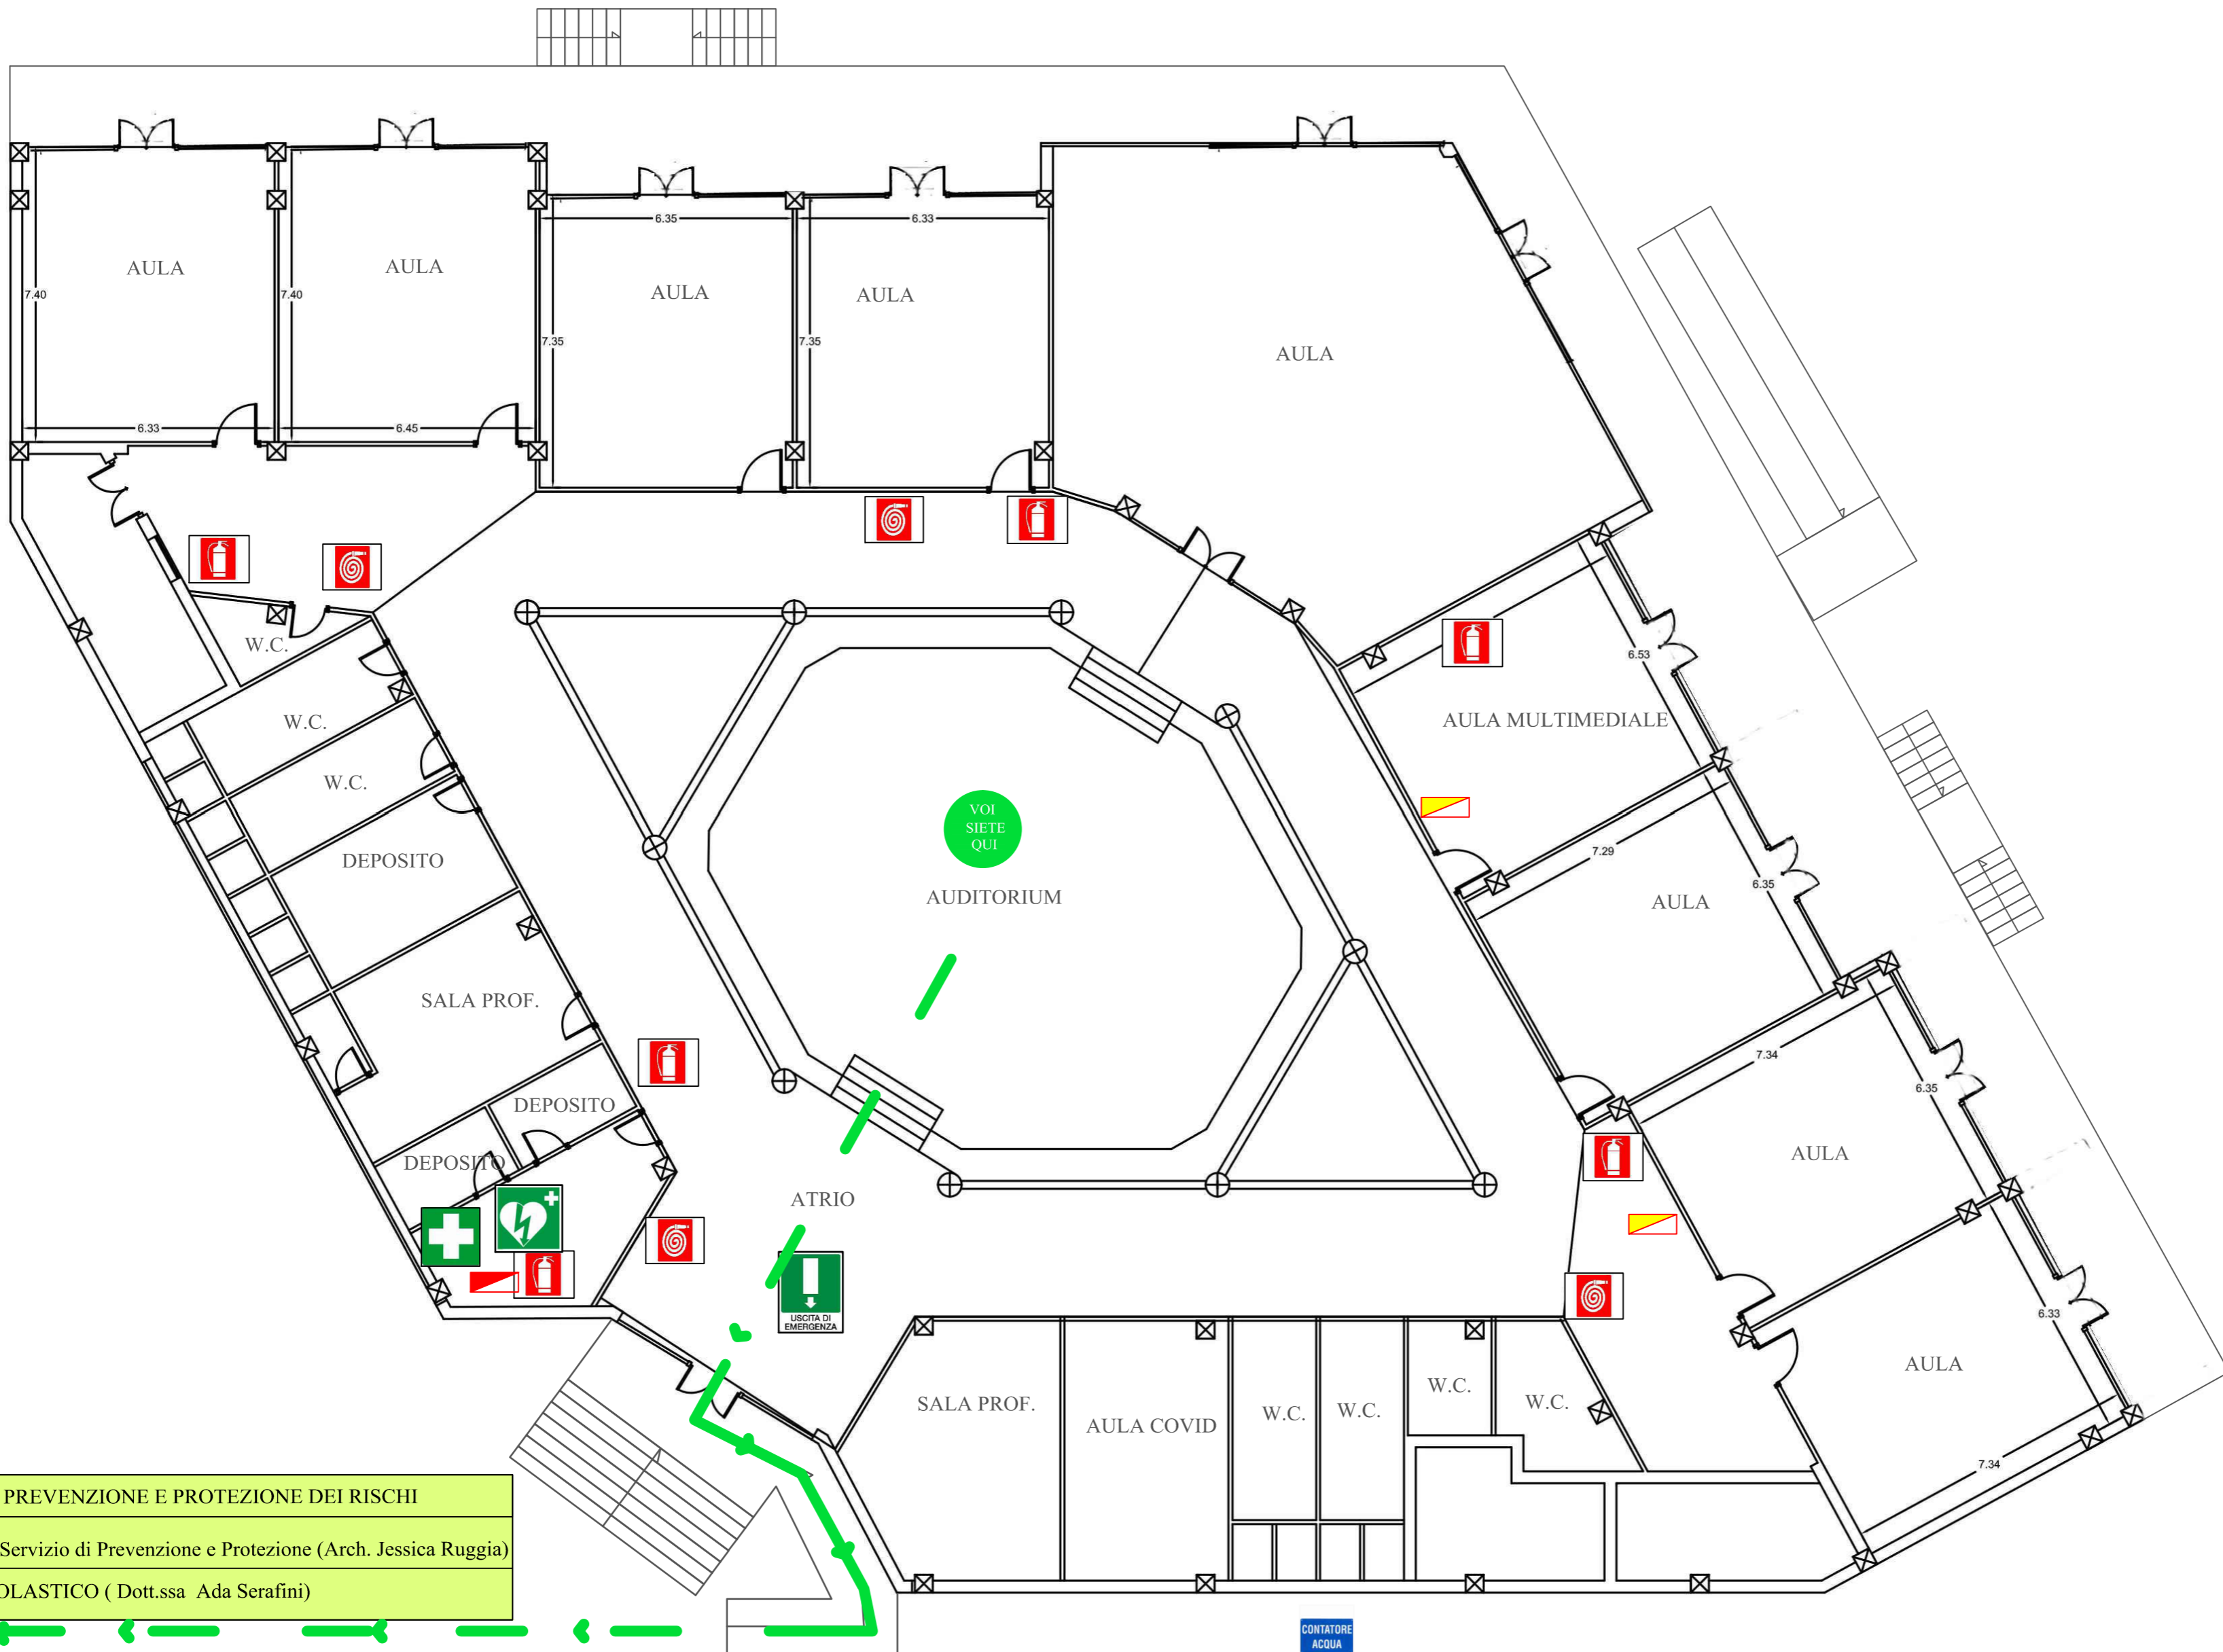 6.35
6.33
AULA
AULA
AULA
AULA
7.40
7.40
7.35
7.35
AULA
6.33
6.45
W.C.
6.53
W.C.
AULA MULTIMEDIALE
W.C.
VOI
SIETE
QUI
DEPOSITO
7.29
6.35
AUDITORIUM
AULA
SALA PROF.
7.34
6.35
DEPOSITO
DEPOSITO
AULA
ATRIO
USCITA DI
EMERGENZA
6.33
AULA
SALA PROF.
AULA COVID
W.C.
W.C.
W.C.
W.C.
7.34
PREVENZIONE E PROTEZIONE DEI RISCHI
Servizio di Prevenzione e Protezione (Arch. Jessica Ruggia)
OLASTICO ( Dott.ssa Ada Serafini)
CONTATORE
ACQUA